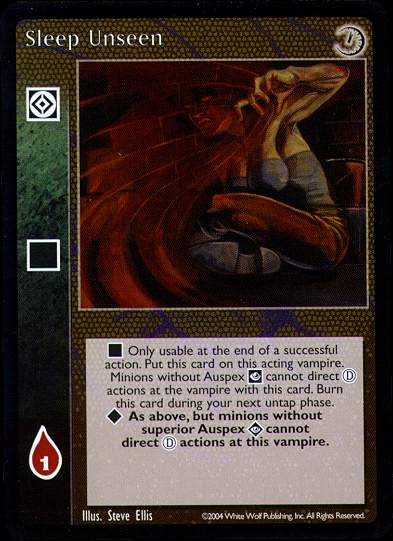 Sleep Unseen
Only usable at the end of a successful
action. Put this card on this acting vampire.
Minions without Auspex cannot direct D
actions at the vampire with this card. Burn
this card during your next untap phase.
As above, but minions without
superior Auspex cannot
direct D actions at this vampire.
1
Illus. Steve Ellis
©2004 White Wolf Publishing, Inc. All Rights Reserved.